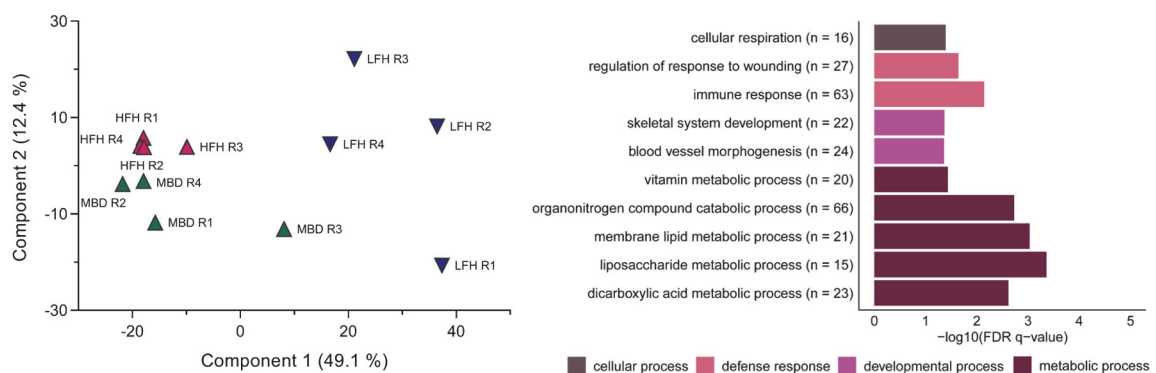 30
10
-10
-30
Component 2 (12.4 %)
LFH R3
LFH R2
HFH R1
HFH R4
HFH R3
LFH R4
HFH R2
MBD R4
MBD R2
MBD R1
MBD R3
LFH R1
-20 0 20 40
Component 1 (49.1 %)
cellular respiration (n = 16)
regulation of response to wounding (n = 27)
immune response (n = 63)
skeletal system development (n = 22)
blood vessel morphogenesis (n = 24)
vitamin metabolic process (n = 20)
organonitrogen compound catabolic process (n = 66)
membrane lipid metabolic process (n = 21)
liposaccharide metabolic process (n = 15)
dicarboxylic acid metabolic process (n = 23)
0 1 2 3 4 5
−log10(FDR q−value)
cellular process defense response developmental process metabolic process